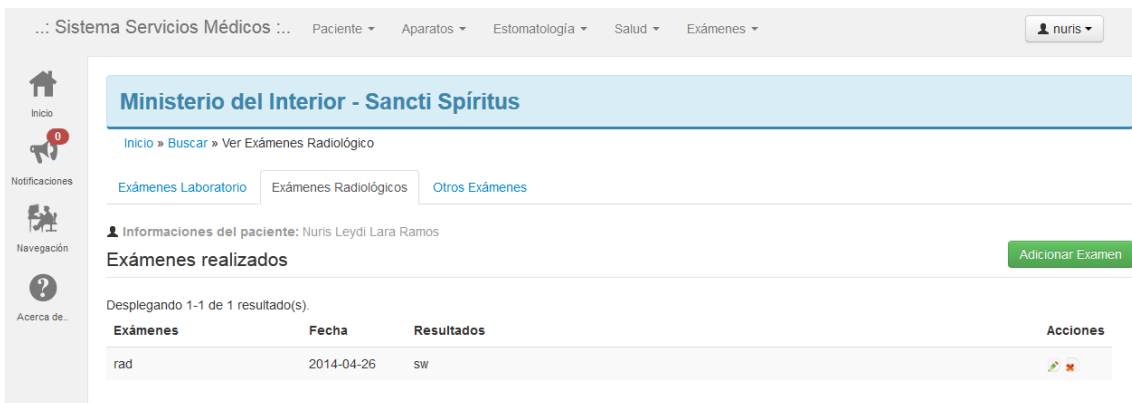 ..: Sistema Servicios Médicos :.. Paciente Aparatos Estomatología Salud Exámenes nuris
Inicio
0
Notificaciones
Navegación
Acerca de..
Ministerio del Interior - Sancti Spíritus
Inicio » Buscar » Ver Exámenes Radiológico
Exámenes Laboratorio Exámenes Radiológicos Otros Exámenes
Informaciones del paciente: Nuris Leydi Lara Ramos
Exámenes realizados
Adicionar Examen
Desplegando 1-1 de 1 resultado(s).
Exámenes Fecha Resultados Acciones
rad 2014-04-26 sw